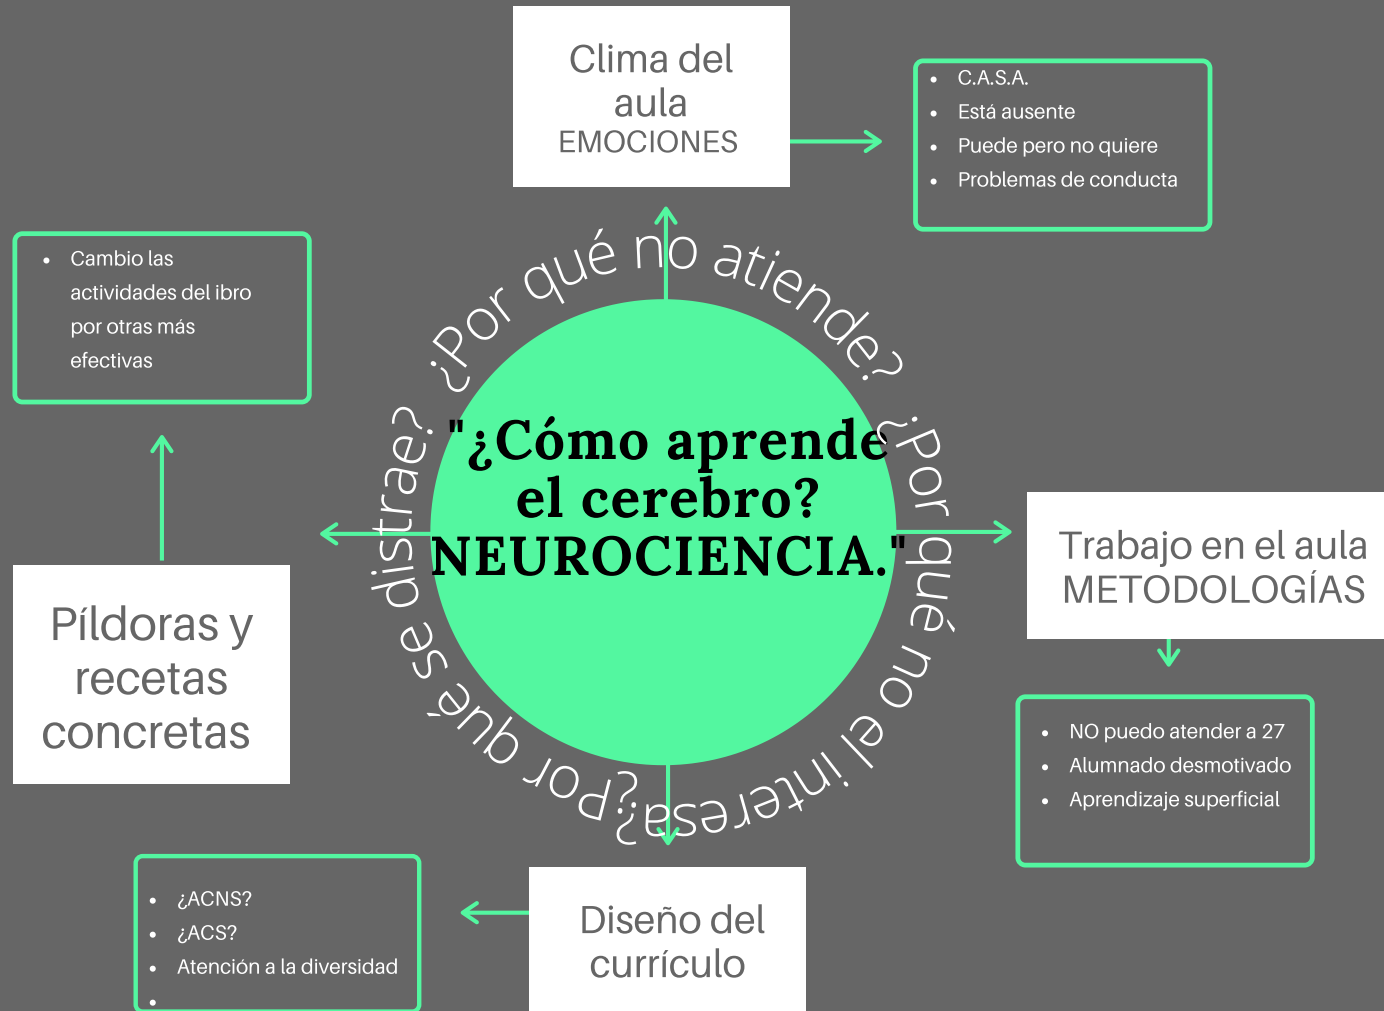 Clima del
aula
EMOCIONES
C.A.S.A.
Está ausente
Puede pero no quiere
Problemas de conducta
Cambio las
actividades del ibro
por otras más
efectivas
¿Por qué no atiende?
¿Por qué no el interesa?
¿Por qué se distrae?
"¿Cómo aprende
el cerebro?
NEUROCIENCIA."
Trabajo en el aula
METODOLOGÍAS
NO puedo atender a 27
Alumnado desmotivado
Aprendizaje superficial
Píldoras y
recetas
concretas
¿ACNS?
¿ACS?
Atención a la diversidad
Diseño del
currículo